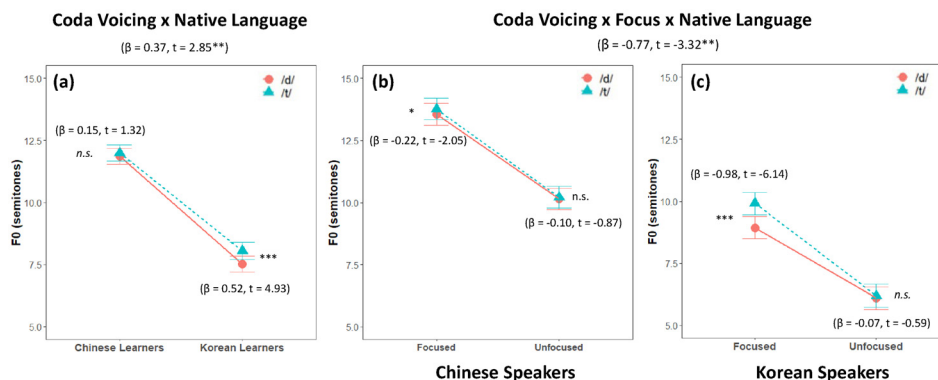 Coda Voicing x Native Language
(β = 0.37, t = 2.85**)
(a)
/d/
/t/
15.0
12.5
10.0
7.5
5.0
F0 (semitones)
(β = 0.15, t = 1.32)
n.s.
***
(β = 0.52, t = 4.93)
Chinese Learners
Korean Learners
Coda Voicing x Focus x Native Language
(β = -0.77, t = -3.32**)
(b)
/d/
/t/
15.0
12.5
10.0
7.5
5.0
F0 (semitones)
*
(β = -0.22, t = -2.05)
n.s.
(β = -0.10, t = -0.87)
Focused
Unfocused
Chinese Speakers
(c)
/d/
/t/
15.0
12.5
10.0
7.5
5.0
F0 (semitones)
(β = -0.98, t = -6.14)
***
n.s.
(β = -0.07, t = -0.59)
Focused
Unfocused
Korean Speakers